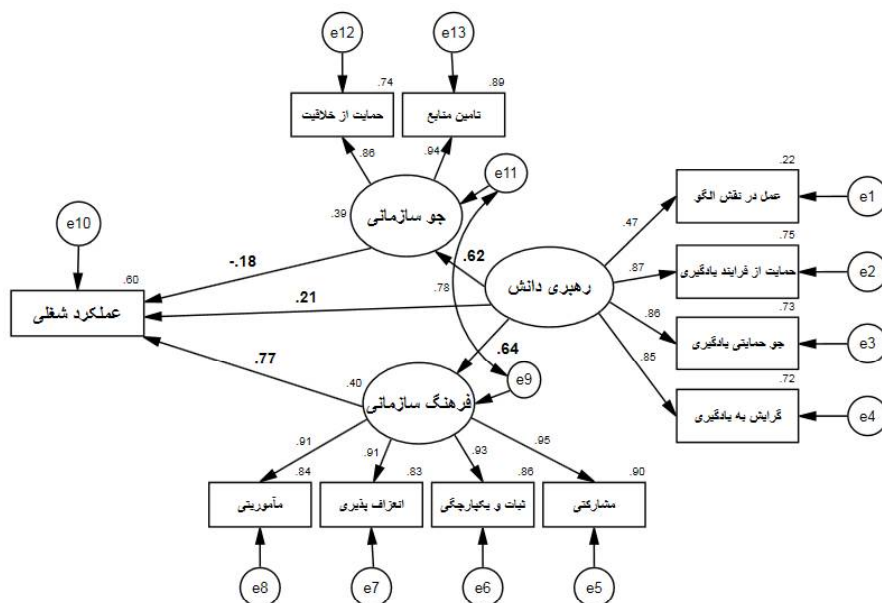 e12
e13
.74
.89
حمایت از خلاقیت
تامین منابع
.86
.94
e11
.22
عمل در نقش الگو
e1
e10
.39
جو سازمانی
.47
.75
حمایت از فرایند یادگیری
e2
-.18
.62
.87
.60
عملکرد شغلی
.21
.78
رهبری دانش
.73
جو حمایتی یادگیری
e3
.86
.77
.64
.85
.72
گرایش به یادگیری
e4
.40
فرهنگ سازمانی
e9
.91
.91
.93
.95
.84
.83
.86
.90
مأموریتی
انعزاف پذیری
ثبات و یکپارچگی
مشارکتی
e8
e7
e6
e5